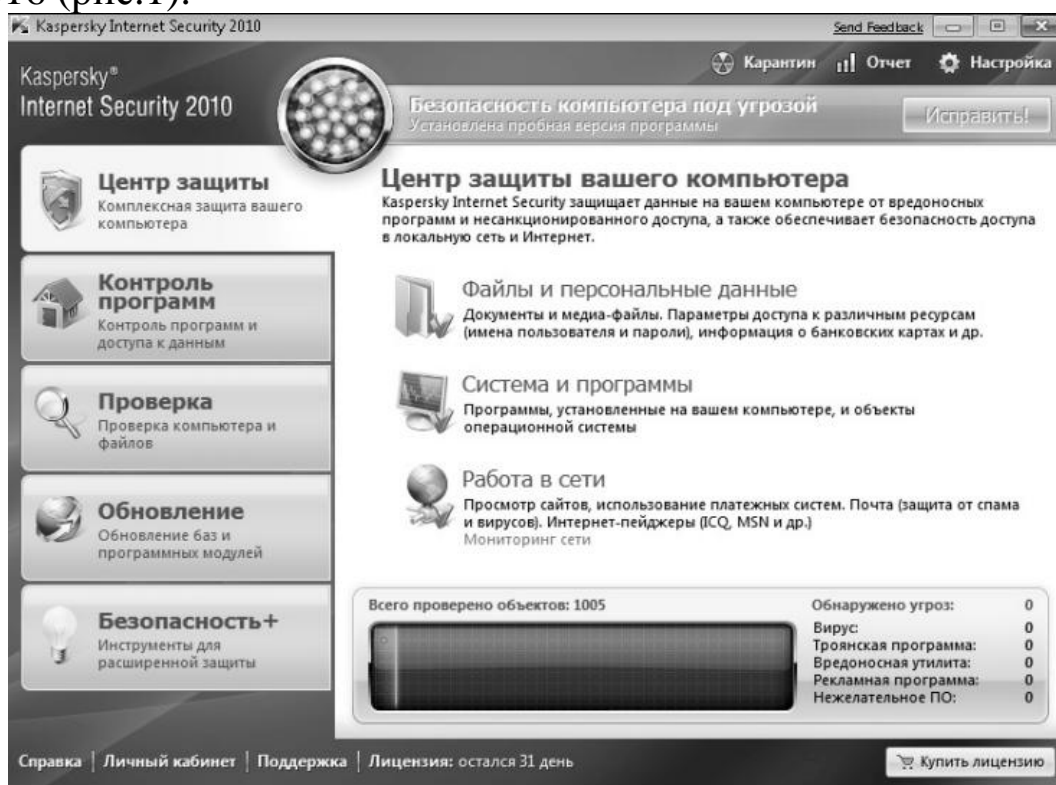 10 (рис.1).
Kaspersky Internet Security 2010
Send Feedback
Kaspersky®
Internet Security 2010
Карантин
Отчет
Настройка
Безопасность компьютера под угрозой
Установлена пробная версия программы
Исправить!
Центр защиты
Комплексная защита вашего
компьютера
Контроль
программ
Контроль программ и
доступа к данным
Проверка
Проверка компьютера и
файлов
Обновление
Обновление баз и
программных модулей
Безопасность+
Инструменты для
расширенной защиты
Центр защиты вашего компьютера
Kaspersky Internet Security защищает данные на вашем компьютере от вредоносных
программ и несанкционированного доступа, а также обеспечивает безопасность доступа
в локальную сеть и Интернет.
Файлы и персональные данные
Документы и медиа-файлы. Параметры доступа к различным ресурсам
(имена пользователя и пароли), информация о банковских картах и др.
Система и программы
Программы, установленные на вашем компьютере, и объекты
операционной системы
Работа в сети
Просмотр сайтов, использование платежных систем. Почта (защита от спама
и вирусов). Интернет-пейджеры (ICQ, MSN и др.)
Мониторинг сети
Всего проверено объектов: 1005
Обнаружено угроз: 0
Вирус: 0
Троянская программа: 0
Вредоносная утилита: 0
Рекламная программа: 0
Нежелательное ПО: 0
Справка | Личный кабинет | Поддержка | Лицензия: остался 31 день
Купить лицензию